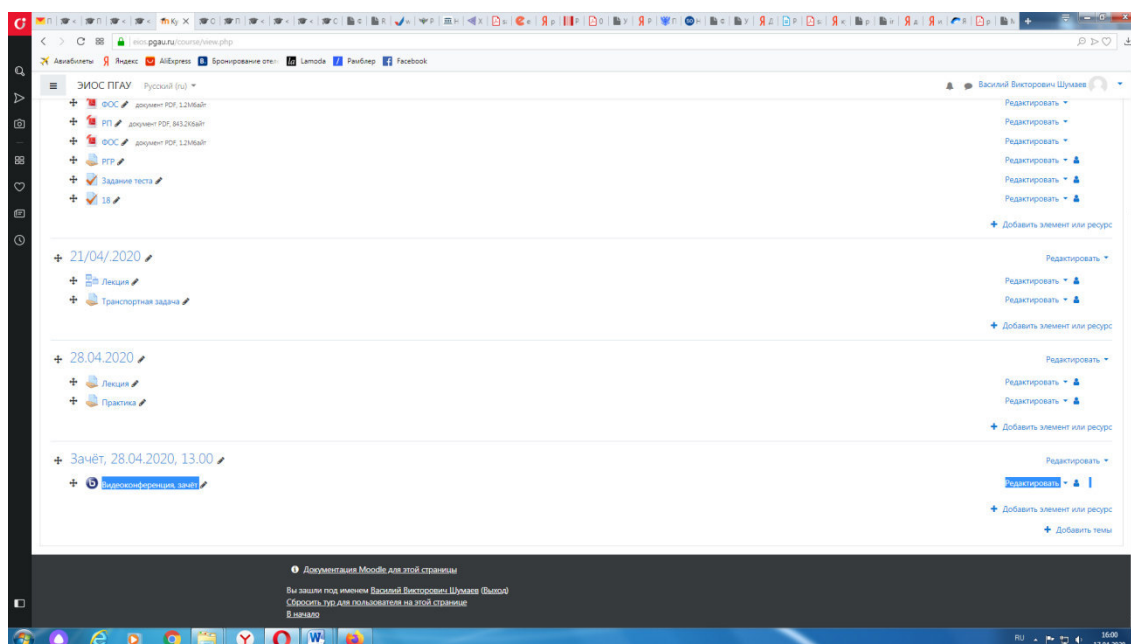 eios.pgau.ru/course/view.php
Авиабилеты Яндекс AliExpress Бронирование отел Lamoda Рамблер Facebook
ЭИОС ПГАУ Русский (ru) Василий Викторович Шумаев
ФОС документ PDF, 1.2Мбайт Редактировать
РП документ PDF, 843.2Кбайт Редактировать
ФОС документ PDF, 1.2Мбайт Редактировать
РГР Редактировать
Задание теста Редактировать
18 Редактировать
Добавить элемент или ресурс
21/04/.2020 Редактировать
Лекция Редактировать
Транспортная задача Редактировать
Добавить элемент или ресурс
28.04.2020 Редактировать
Лекция Редактировать
Практика Редактировать
Добавить элемент или ресурс
Зачёт, 28.04.2020, 13.00 Редактировать
Видеоконференция, зачёт Редактировать
Добавить элемент или ресурс
Добавить темы
Документация Moodle для этой страницы
Вы зашли под именем Василий Викторович Шумаев (Выход)
Сбросить тур для пользователя на этой странице
В начало
RU 16:00